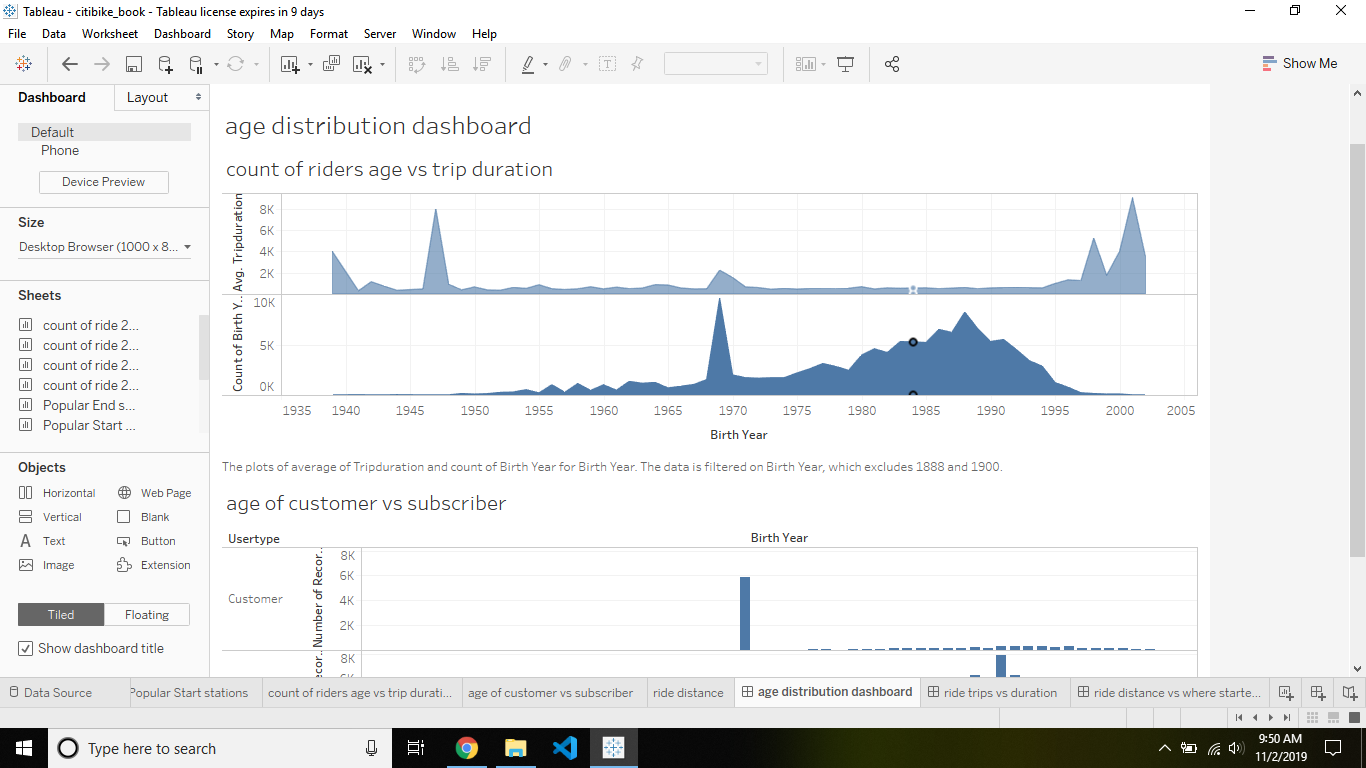 Tableau - citibike_book - Tableau license expires in 9 days
File Data Worksheet Dashboard Story Map Format Server Window Help
Show Me
Dashboard Layout
Default
Phone
Device Preview
Size
Desktop Browser (1000 x 8...
Sheets
count of ride 2...
count of ride 2...
count of ride 2...
count of ride 2...
Popular End s...
Popular Start ...
Objects
Horizontal Web Page
Vertical Blank
Text Button
Image Extension
Tiled Floating
Show dashboard title
age distribution dashboard
count of riders age vs trip duration
Avg. Tripduration
8K
6K
4K
2K
Count of Birth Y..
10K
5K
0K
1935 1940 1945 1950 1955 1960 1965 1970 1975 1980 1985 1990 1995 2000 2005
Birth Year
The plots of average of Tripduration and count of Birth Year for Birth Year. The data is filtered on Birth Year, which excludes 1888 and 1900.
age of customer vs subscriber
Usertype Birth Year
Customer
Number of Recor..
8K
6K
4K
2K
8K
Data Source Popular Start stations count of riders age vs trip durati... age of customer vs subscriber ride distance age distribution dashboard ride trips vs duration ride distance vs where starte...
Type here to search
9:50 AM
11/2/2019